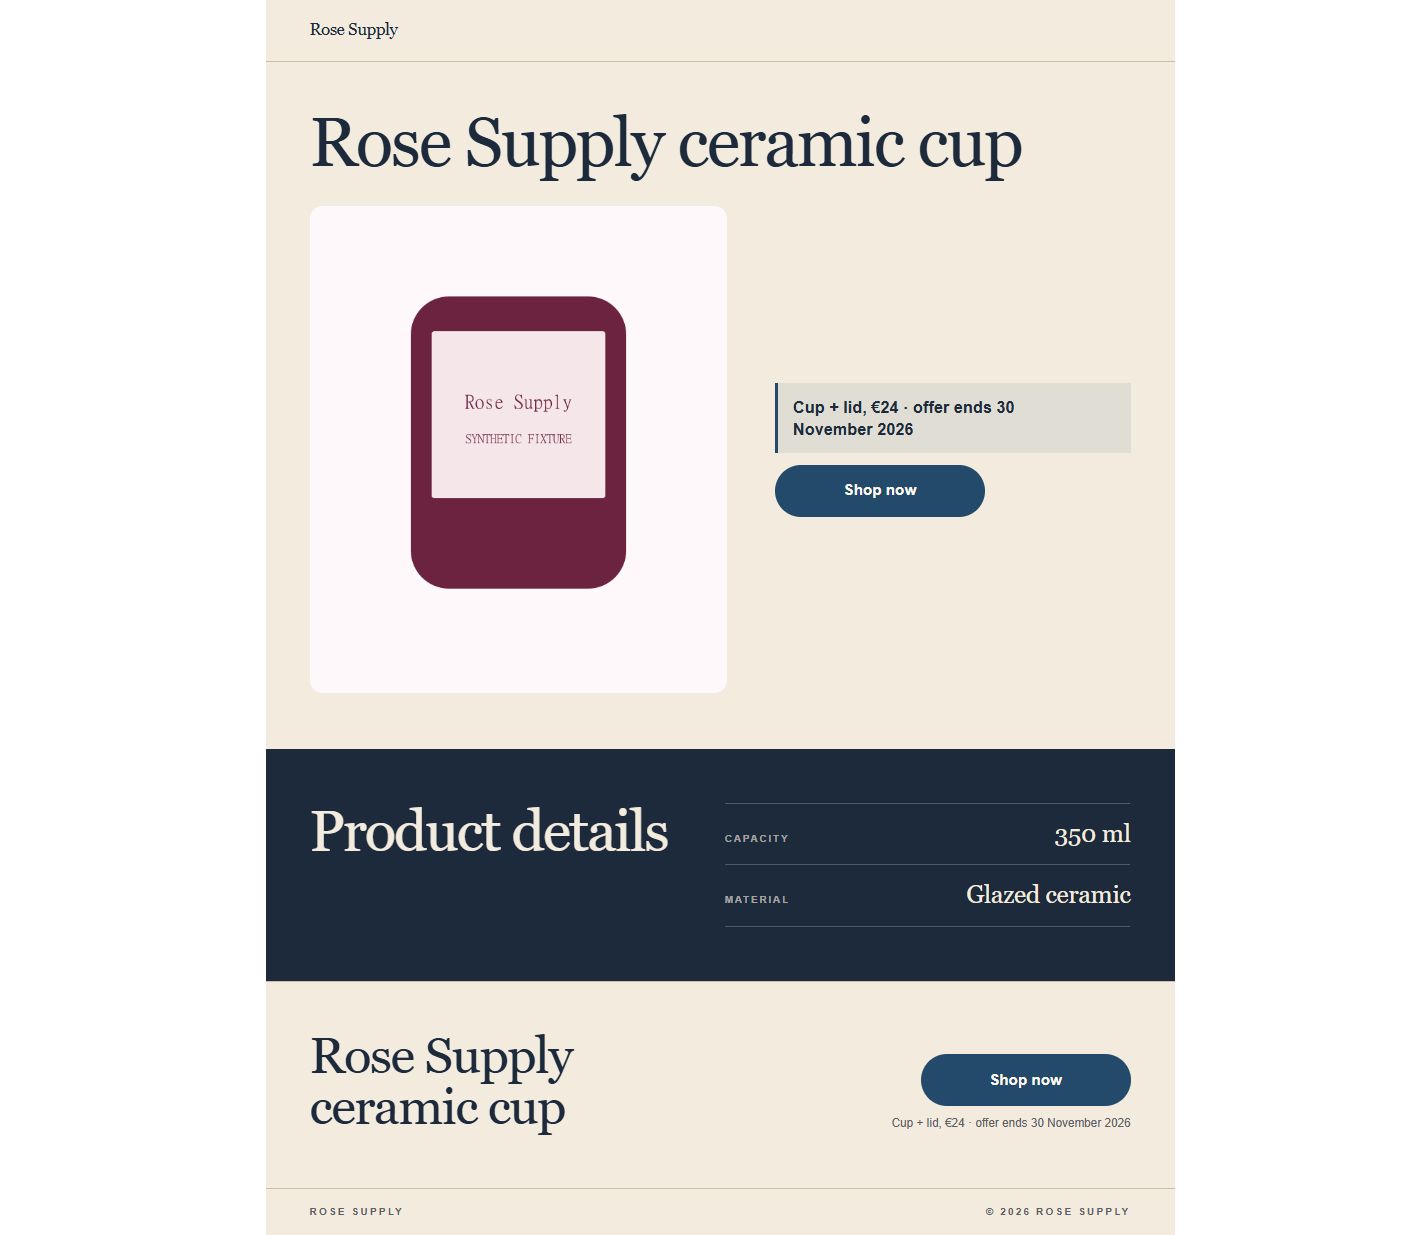 Rose Supply
Rose Supply ceramic cup
Rose Supply
SYNTHETIC FIXTURE
Cup + lid, €24 · offer ends 30
November 2026
Shop now
Product details
CAPACITY 350 ml
MATERIAL Glazed ceramic
Rose Supply
ceramic cup
Shop now
Cup + lid, €24 · offer ends 30 November 2026
ROSE SUPPLY © 2026 ROSE SUPPLY